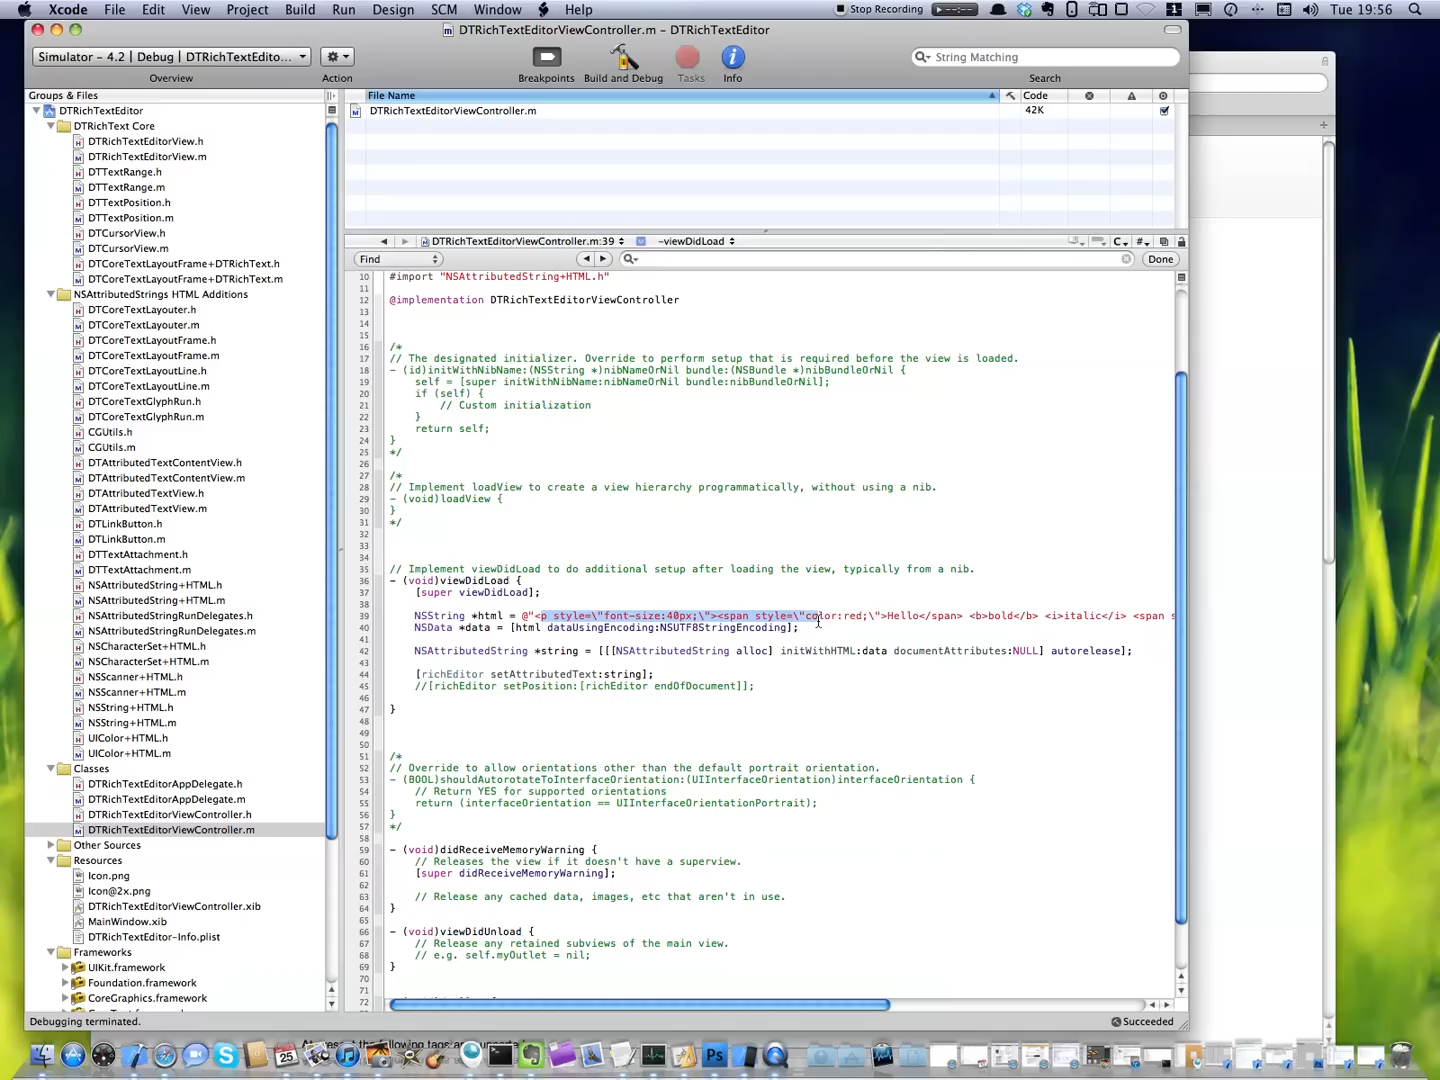 Xcode File Edit View Project Build Run Design SCM Window Help Stop Recording Tue 19:56
DTRichTextEditorViewController.m – DTRichTextEditor
Simulator - 4.2 | Debug | DTRichTextEdito... String Matching
Overview Action Breakpoints Build and Debug Tasks Info Search
Groups & Files File Name Code
DTRichTextEditor DTRichTextEditorViewController.m 42K
DTRichText Core
DTRichTextEditorView.h
DTRichTextEditorView.m
DTTextRange.h
DTTextRange.m
DTTextPosition.h
DTTextPosition.m
DTCursorView.h
DTCursorView.m
DTCoreTextLayoutFrame+DTRichText.h
DTCoreTextLayoutFrame+DTRichText.m
NSAttributedStrings HTML Additions
DTCoreTextLayouter.h
DTCoreTextLayouter.m
DTCoreTextLayoutFrame.h
DTCoreTextLayoutFrame.m
DTCoreTextLayoutLine.h
DTCoreTextLayoutLine.m
DTCoreTextGlyphRun.h
DTCoreTextGlyphRun.m
CGUtils.h
CGUtils.m
DTAttributedTextContentView.h
DTAttributedTextContentView.m
DTAttributedTextView.h
DTAttributedTextView.m
DTLinkButton.h
DTLinkButton.m
DTTextAttachment.h
DTTextAttachment.m
NSAttributedString+HTML.h
NSAttributedString+HTML.m
NSAttributedStringRunDelegates.h
NSAttributedStringRunDelegates.m
NSCharacterSet+HTML.h
NSCharacterSet+HTML.m
NSScanner+HTML.h
NSScanner+HTML.m
NSString+HTML.h
NSString+HTML.m
UIColor+HTML.h
UIColor+HTML.m
Classes
DTRichTextEditorAppDelegate.h
DTRichTextEditorAppDelegate.m
DTRichTextEditorViewController.h
DTRichTextEditorViewController.m
Other Sources
Resources
Icon.png
Icon@2x.png
DTRichTextEditorViewController.xib
MainWindow.xib
DTRichTextEditor-Info.plist
Frameworks
UIKit.framework
Foundation.framework
CoreGraphics.framework
DTRichTextEditorViewController.m:39 -viewDidLoad
Find Done
10 #import "NSAttributedString+HTML.h"
11
12 @implementation DTRichTextEditorViewController
13
14
15
16 /*
17 // The designated initializer. Override to perform setup that is required before the view is loaded.
18 - (id)initWithNibName:(NSString *)nibNameOrNil bundle:(NSBundle *)nibBundleOrNil {
19 self = [super initWithNibName:nibNameOrNil bundle:nibBundleOrNil];
20 if (self) {
21 // Custom initialization
22 }
23 return self;
24 }
25 */
26
27 /*
28 // Implement loadView to create a view hierarchy programmatically, without using a nib.
29 - (void)loadView {
30 }
31 */
32
33
34
35 // Implement viewDidLoad to do additional setup after loading the view, typically from a nib.
36 - (void)viewDidLoad {
37 [super viewDidLoad];
38
39 NSString *html = @"<p style=\"font-size:40px;\"><span style=\"color:red;\">Hello</span> <b>bold</b> <i>italic</i> <span s
40 NSData *data = [html dataUsingEncoding:NSUTF8StringEncoding];
41
42 NSAttributedString *string = [[[NSAttributedString alloc] initWithHTML:data documentAttributes:NULL] autorelease];
43
44 [richEditor setAttributedText:string];
45 //[richEditor setPosition:[richEditor endOfDocument]];
46
47 }
48
49
50
51 /*
52 // Override to allow orientations other than the default portrait orientation.
53 - (BOOL)shouldAutorotateToInterfaceOrientation:(UIInterfaceOrientation)interfaceOrientation {
54 // Return YES for supported orientations
55 return (interfaceOrientation == UIInterfaceOrientationPortrait);
56 }
57 */
58
59 - (void)didReceiveMemoryWarning {
60 // Releases the view if it doesn't have a superview.
61 [super didReceiveMemoryWarning];
62
63 // Release any cached data, images, etc that aren't in use.
64 }
65
66 - (void)viewDidUnload {
67 // Release any retained subviews of the main view.
68 // e.g. self.myOutlet = nil;
69 }
70
71
72
Debugging terminated. Succeeded